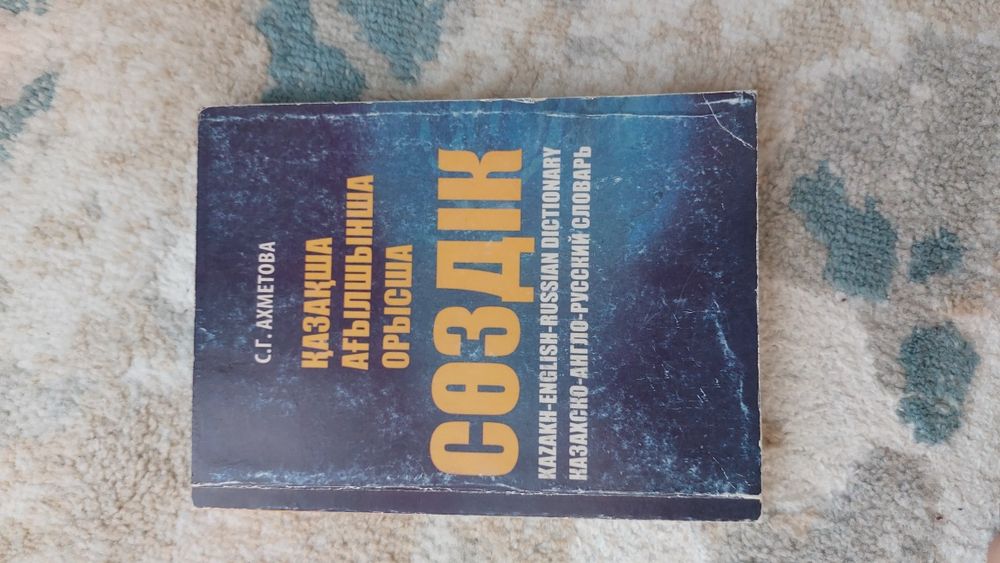 С.Г. АХМЕТОВА
ҚАЗАҚША
АҒЫЛШЫНША
ОРЫСША
СӨЗДІК
KAZAKH-ENGLISH-RUSSIAN DICTIONARY
КАЗАХСКО-АНГЛО-РУССКИЙ СЛОВАРЬ